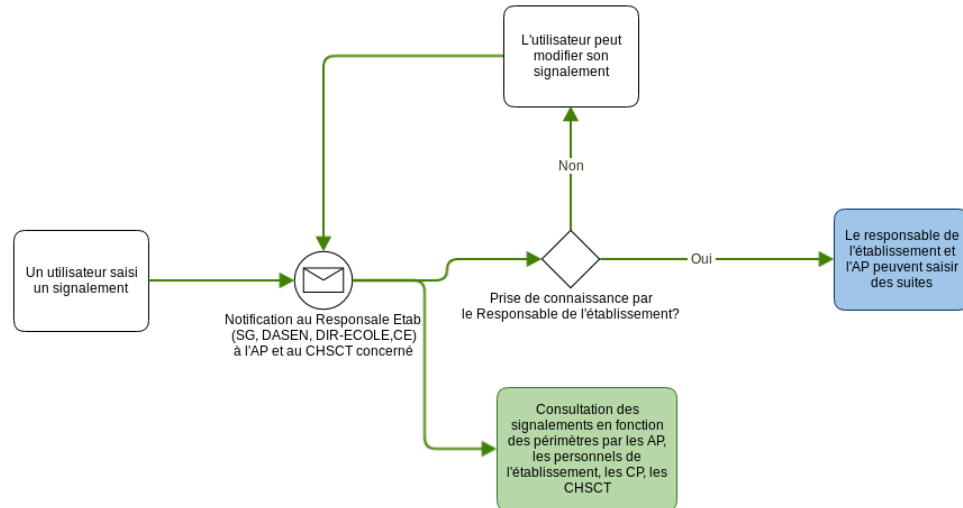 L'utilisateur peut
modifier son
signalement
Non
Un utilisateur saisi
un signalement
Notification au Responsale Etab
(SG, DASEN, DIR-ECOLE,CE)
à l'AP et au CHSCT concerné
Prise de connaissance par
le Responsable de l'établissement?
Oui
Le responsable de
l'établissement et
l'AP peuvent saisir
des suites
Consultation des
signalements en fonction
des périmètres par les AP,
les personnels de
l'établissement, les CP, les
CHSCT